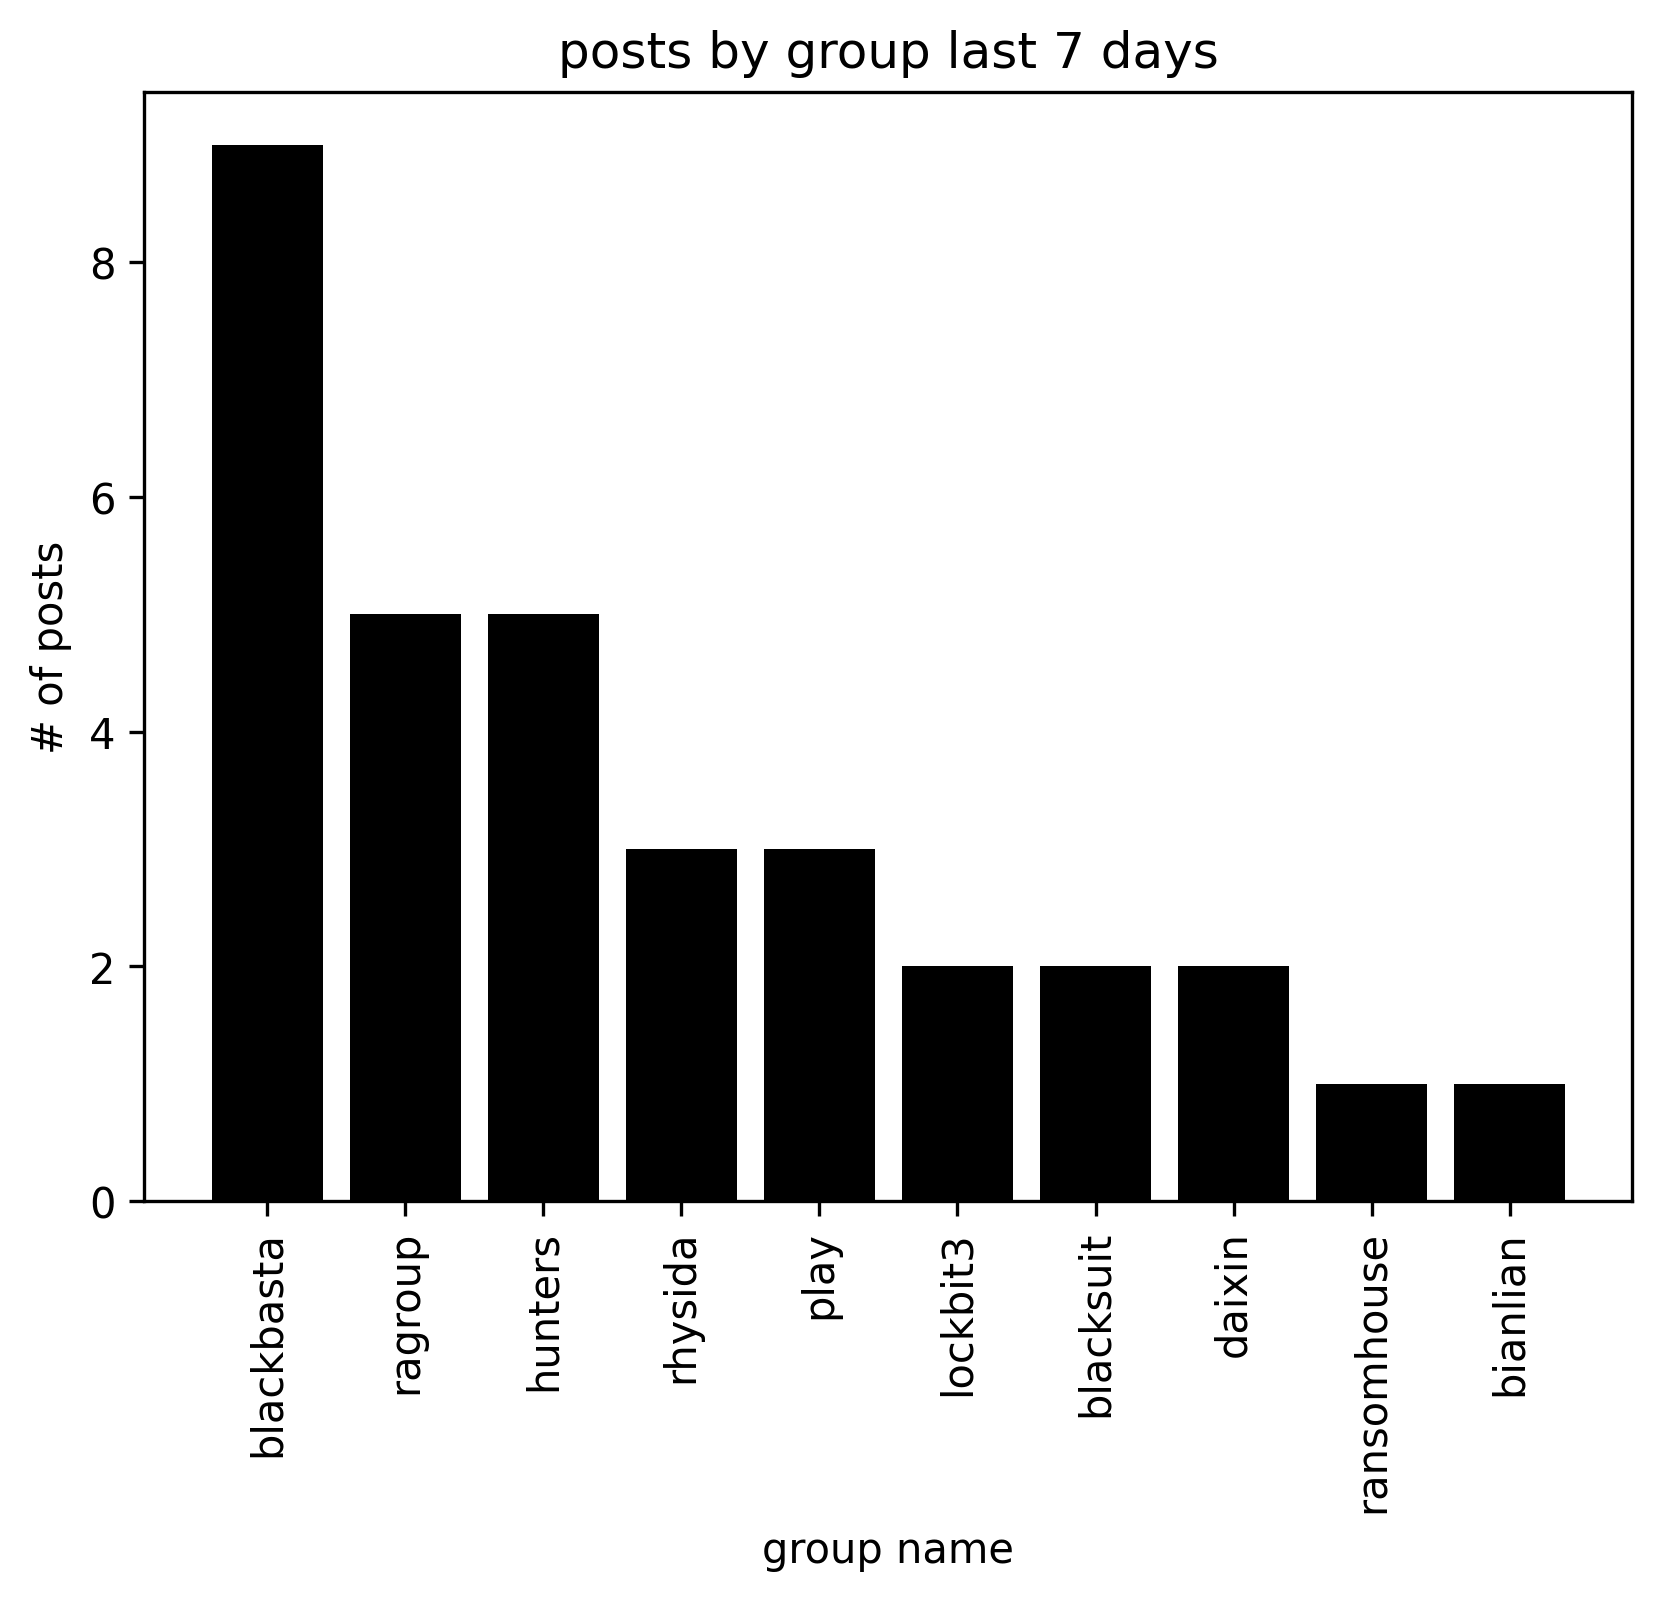 posts by group last 7 days
# of posts
8
6
4
2
0
blackbasta
ragroup
hunters
rhysida
play
lockbit3
blacksuit
daixin
ransomhouse
bianlian
group name